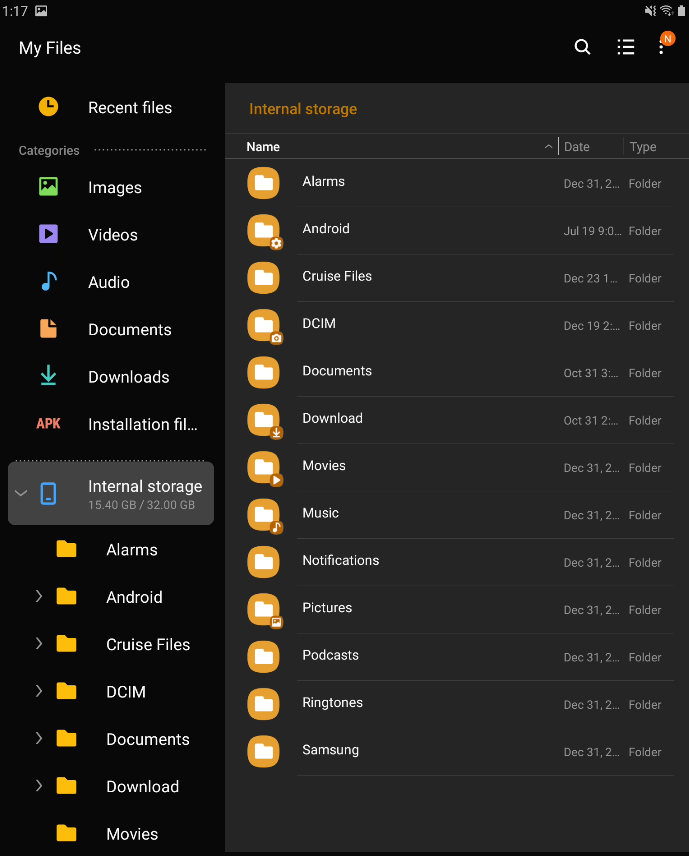 1:17
My Files
N
Recent files
Categories
Images
Videos
Audio
Documents
Downloads
APK Installation fil...
Internal storage
15.40 GB / 32.00 GB
Alarms
Android
Cruise Files
DCIM
Documents
Download
Movies
Internal storage
Name Date Type
Alarms Dec 31, 2... Folder
Android Jul 19 9:0... Folder
Cruise Files Dec 23 1... Folder
DCIM Dec 19 2:... Folder
Documents Oct 31 3:... Folder
Download Oct 31 2:... Folder
Movies Dec 31, 2... Folder
Music Dec 31, 2... Folder
Notifications Dec 31, 2... Folder
Pictures Dec 31, 2... Folder
Podcasts Dec 31, 2... Folder
Ringtones Dec 31, 2... Folder
Samsung Dec 31, 2... Folder